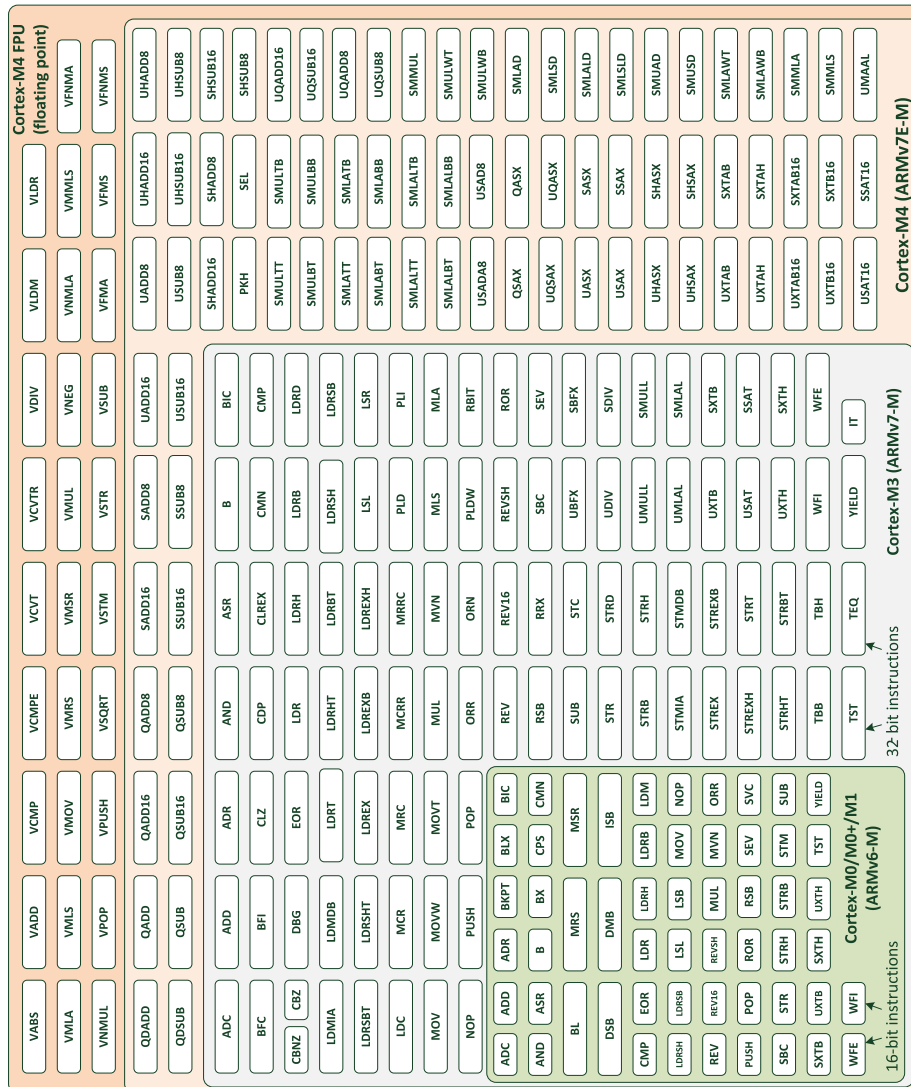 Cortex-M4 FPU
(floating point)
VABS VADD VCMP VCMPE VCVT VCVTR VDIV VLDM VLDR
VMLA VMLS VMOV VMRS VMSR VMUL VNEG VNMLA VMMLS VFNMA
VNMUL VPOP VPUSH VSQRT VSTM VSTR VSUB VFMA VFMS VFNMS
QDADD QADD QADD16 QADD8 SADD16 SADD8 UADD16 UADD8 UHADD16 UHADD8
QDSUB QSUB QSUB16 QSUB8 SSUB16 SSUB8 USUB16 USUB8 UHSUB16 UHSUB8
ADC ADD ADR AND ASR B BIC SHADD16 SHADD8 SHSUB16
BFC BFI CLZ CDP CLREX CMN CMP PKH SEL SHSUB8
CBNZ CBZ DBG EOR LDR LDRH LDRB LDRD SMULTT SMULTB UQADD16
LDMIA LDMDB LDRT LDRHT LDRBT LDRSH LDRSB SMULBT SMULBB UQSUB16
LDRSBT LDRSHT LDREX LDREXB LDREXH LSL LSR SMLATT SMLATB UQADD8
LDC MCR MRC MCRR MRRC PLD PLI SMLABT SMLABB UQSUB8
MOV MOVW MOVT MUL MVN MLS MLA SMLALTT SMLALTB SMMUL
NOP PUSH POP ORR ORN PLDW RBIT SMLALBT SMLALBB SMULWT
ADC ADD ADR BKPT BLX BIC REV REV16 REVSH ROR USADA8 USAD8 SMULWB
AND ASR B BX CPS CMN RSB RRX SBC SEV QSAX QASX SMLAD
BL MRS MSR SUB STC UBFX SBFX UQSAX UQASX SMLSD
DSB DMB ISB STR STRD UDIV SDIV UASX SASX SMLALD
CMP EOR LDR LDRH LDRB LDM STRB STRH UMULL SMULL USAX SSAX SMLSLD
LDRSH LDRSB LSL LSB MOV NOP STMIA STMDB UMLAL SMLAL UHASX SHASX SMUAD
REV REV16 REVSH MUL MVN ORR STREX STREXB UXTB SXTB UHSAX SHSAX SMUSD
PUSH POP ROR RSB SEV SVC STREXH STRT USAT SSAT UXTAB SXTAB SMLAWT
SBC STR STRH STRB STM SUB STRHT STRBT UXTH SXTH UXTAH SXTAH SMLAWB
SXTB UXTB SXTH UXTH TST YIELD TBB TBH WFI WFE UXTAB16 SXTAB16 SMMLA
UXTB16 SXTB16 SMMLS
WFE WFI TST TEQ YIELD IT USAT16 SSAT16 UMAAL
Cortex-M0/M0+/M1
(ARMv6-M)
16-bit instructions
32-bit instructions
Cortex-M3 (ARMv7-M)
Cortex-M4 (ARMv7E-M)